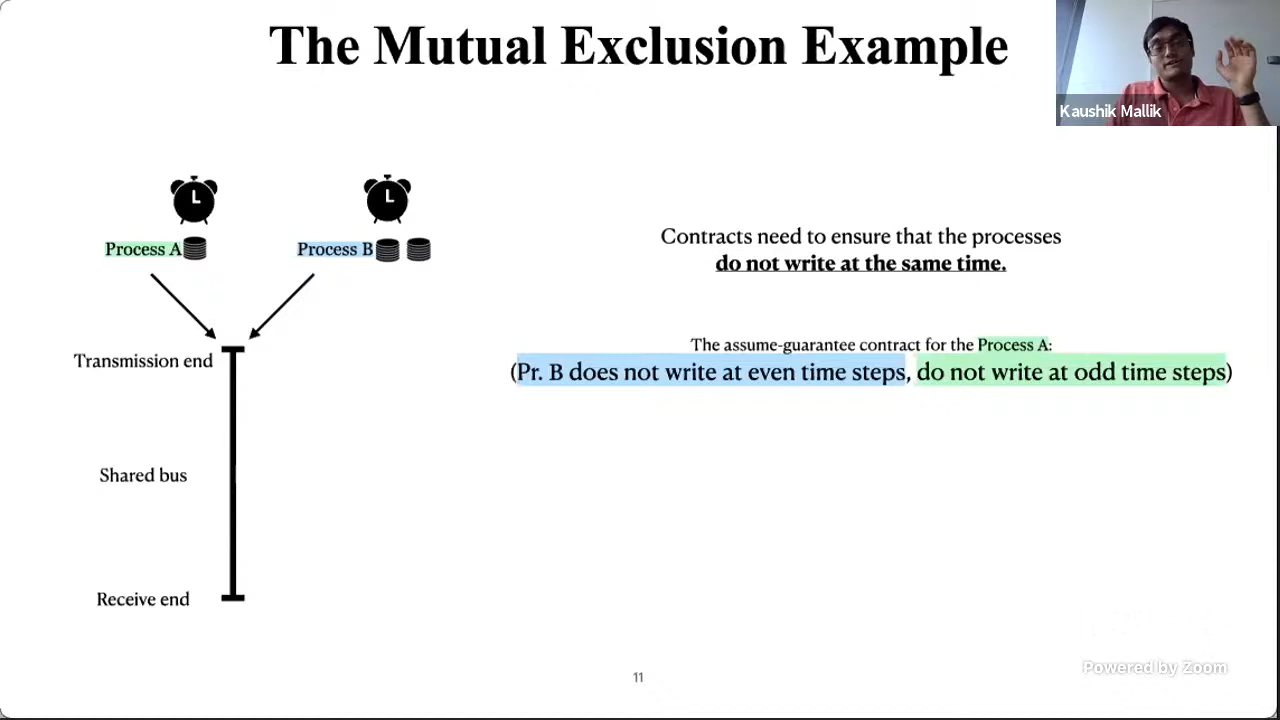 The Mutual Exclusion Example
Kaushik Mallik
Process A
Process B
Contracts need to ensure that the processes
do not write at the same time.
The assume-guarantee contract for the Process A:
(Pr. B does not write at even time steps, do not write at odd time steps)
Transmission end
Shared bus
Receive end
11
Powered by Zoom